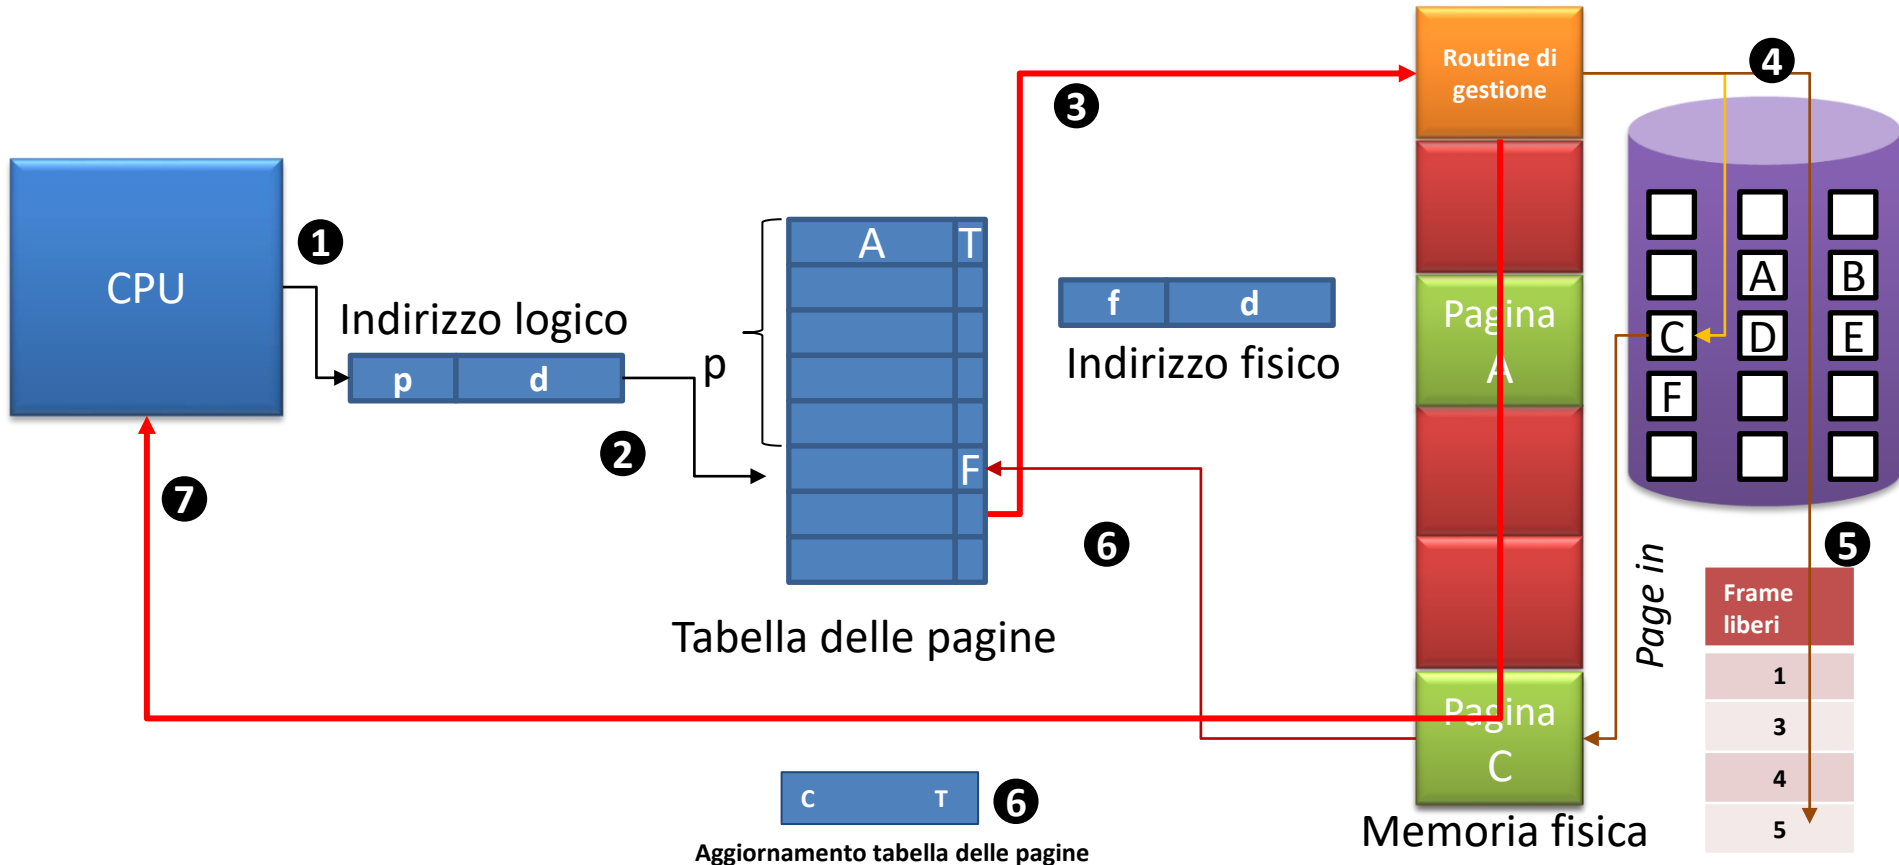 Routine di
gestione
4
3
CPU
1
A T
Indirizzo logico
p d
p
f d
Indirizzo fisico
Pagina
A
A B
C D E
F
2
F
7
6
5
Page in
Frame
liberi
1
3
4
5
Tabella delle pagine
Pagina
C
C T
6
Aggiornamento tabella delle pagine
Memoria fisica